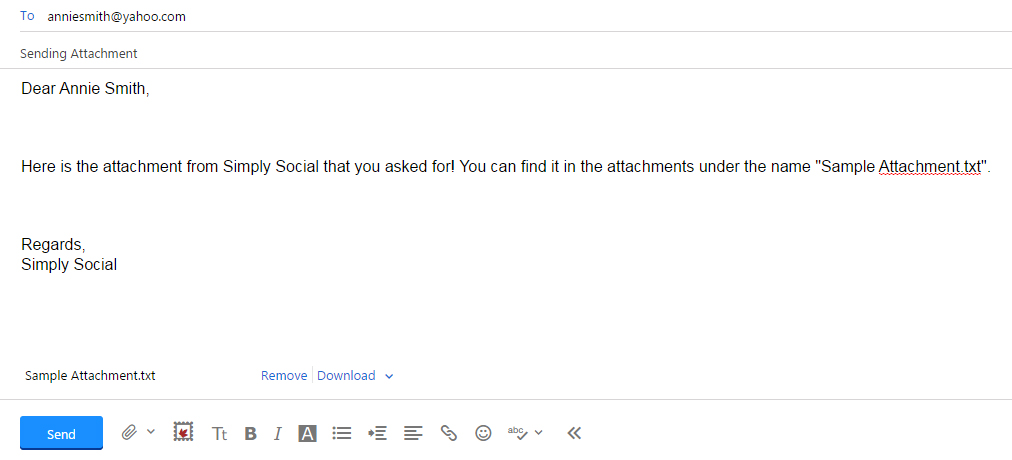 To anniesmith@yahoo.com
Sending Attachment
Dear Annie Smith,
Here is the attachment from Simply Social that you asked for! You can find it in the attachments under the name "Sample Attachment.txt".
Regards,
Simply Social
Sample Attachment.txt Remove Download
Send Tt B I A abc